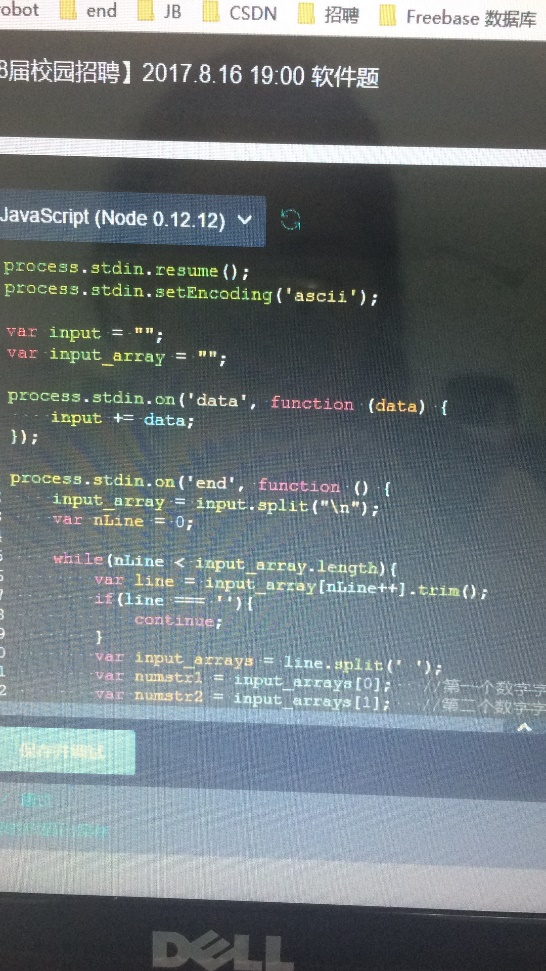 obot end JB CSDN 招聘 Freebase 数据库
8届校园招聘】2017.8.16 19:00 软件题
JavaScript (Node 0.12.12)
process.stdin.resume();
process.stdin.setEncoding('ascii');
var input = "";
var input_array = "";
process.stdin.on('data', function (data) {
input += data;
});
process.stdin.on('end', function () {
input_array = input.split("\n");
var nLine = 0;
while(nLine < input_array.length){
var line = input_array[nLine++].trim();
if(line === ''){
continue;
}
var input_arrays = line.split(' ');
var numstr1 = input_arrays[0]; //第一个数字字
var numstr2 = input_arrays[1]; //第二个数字字
保存并调试
DELL